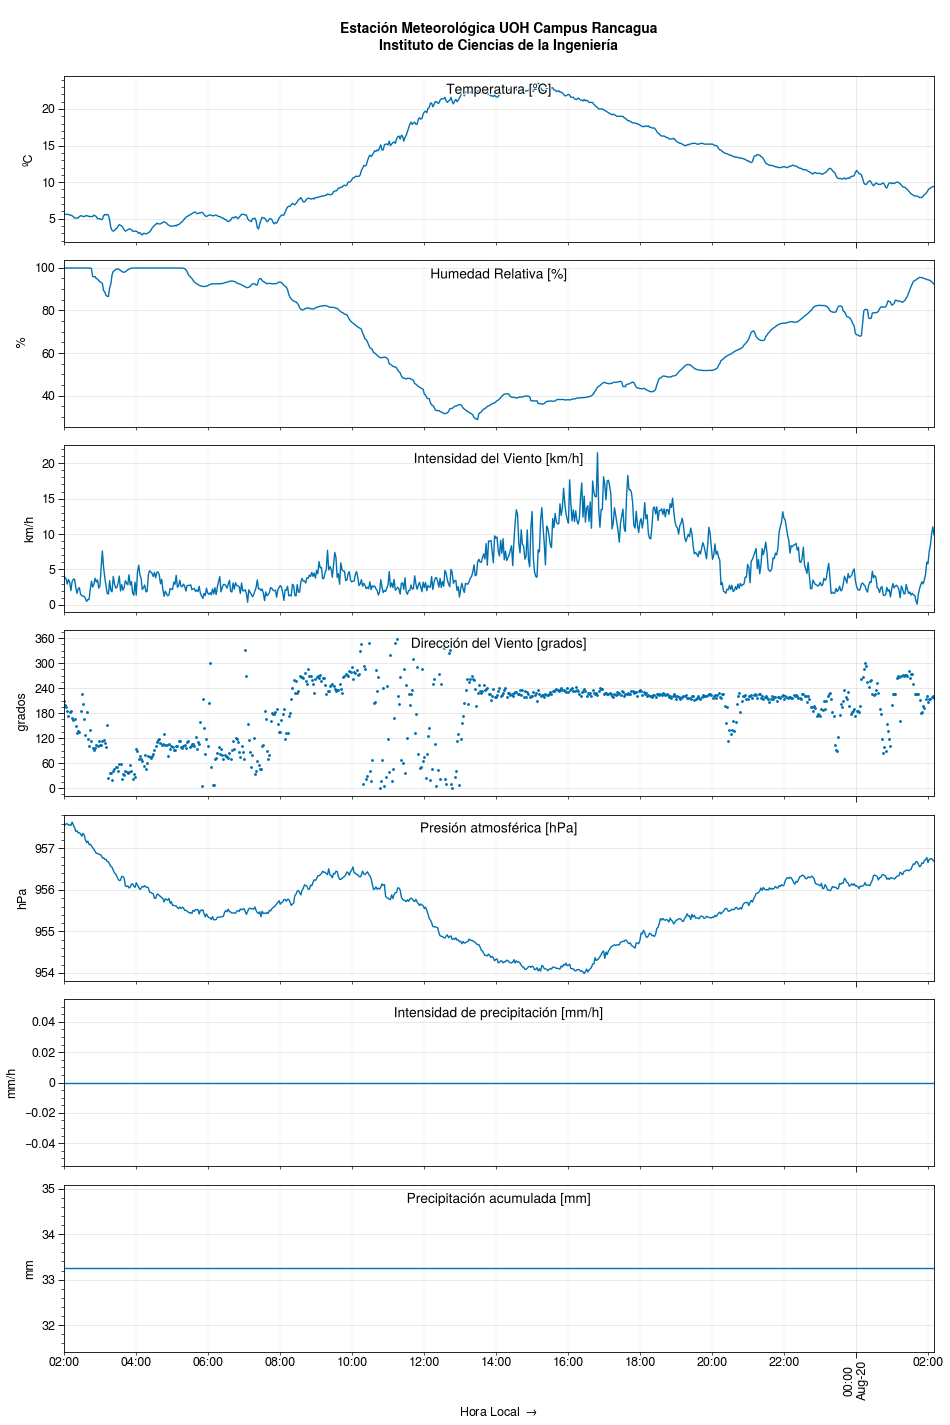 Estación Meteorológica UOH Campus Rancagua
Instituto de Ciencias de la Ingeniería
Temperatura [ºC]
ºC
20
15
10
5
Humedad Relativa [%]
%
100
80
60
40
Intensidad del Viento [km/h]
km/h
20
15
10
5
0
Dirección del Viento [grados]
grados
360
300
240
180
120
60
0
Presión atmosférica [hPa]
hPa
957
956
955
954
Intensidad de precipitación [mm/h]
mm/h
0.04
0.02
0
−0.02
−0.04
Precipitación acumulada [mm]
mm
35
34
33
32
02:00 04:00 06:00 08:00 10:00 12:00 14:00 16:00 18:00 20:00 22:00 00:00 02:00
Aug-20
Hora Local →